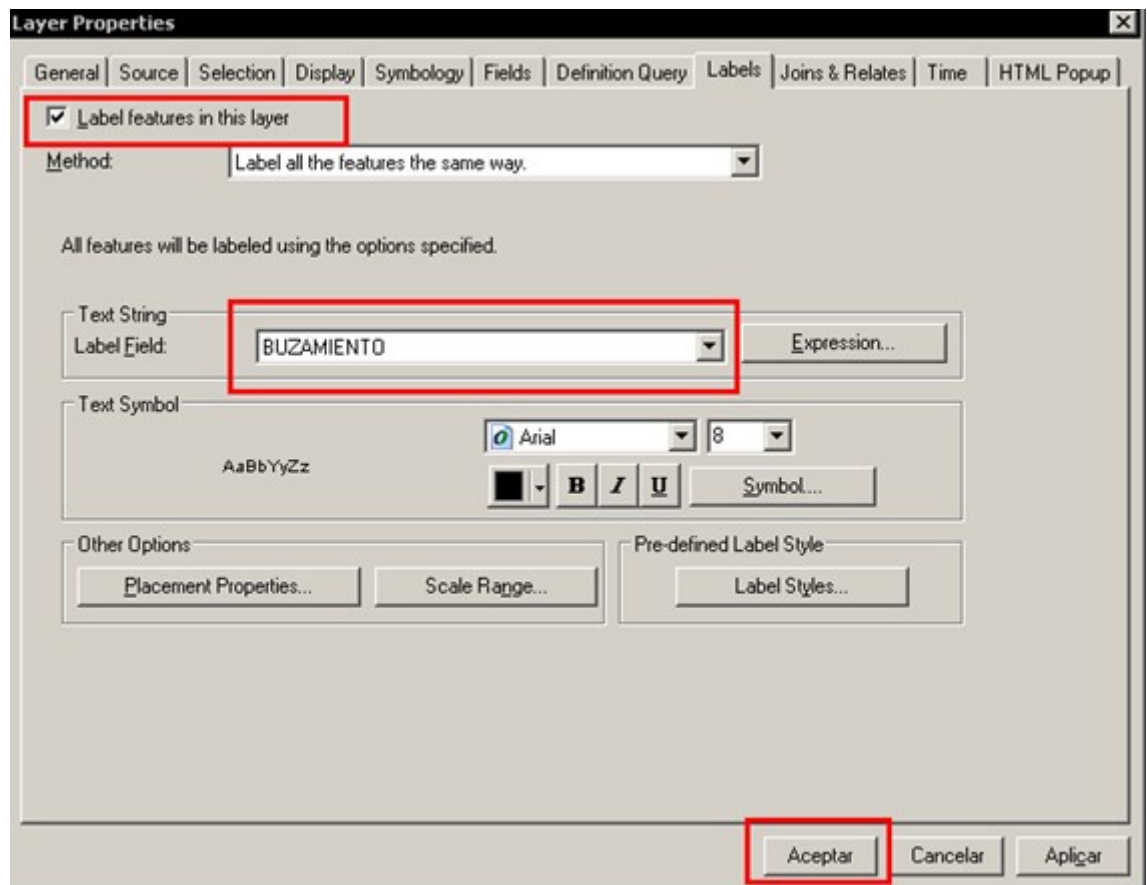 Layer Properties
General Source Selection Display Symbology Fields Definition Query Labels Joins & Relates Time HTML Popup
Label features in this layer
Method: Label all the features the same way.
All features will be labeled using the options specified.
Text String
Label Field: BUZAMIENTO Expression...
Text Symbol
AaBbYyZz Arial 8
B I U Symbol...
Other Options Pre-defined Label Style
Placement Properties... Scale Range... Label Styles...
Aceptar Cancelar Aplicar